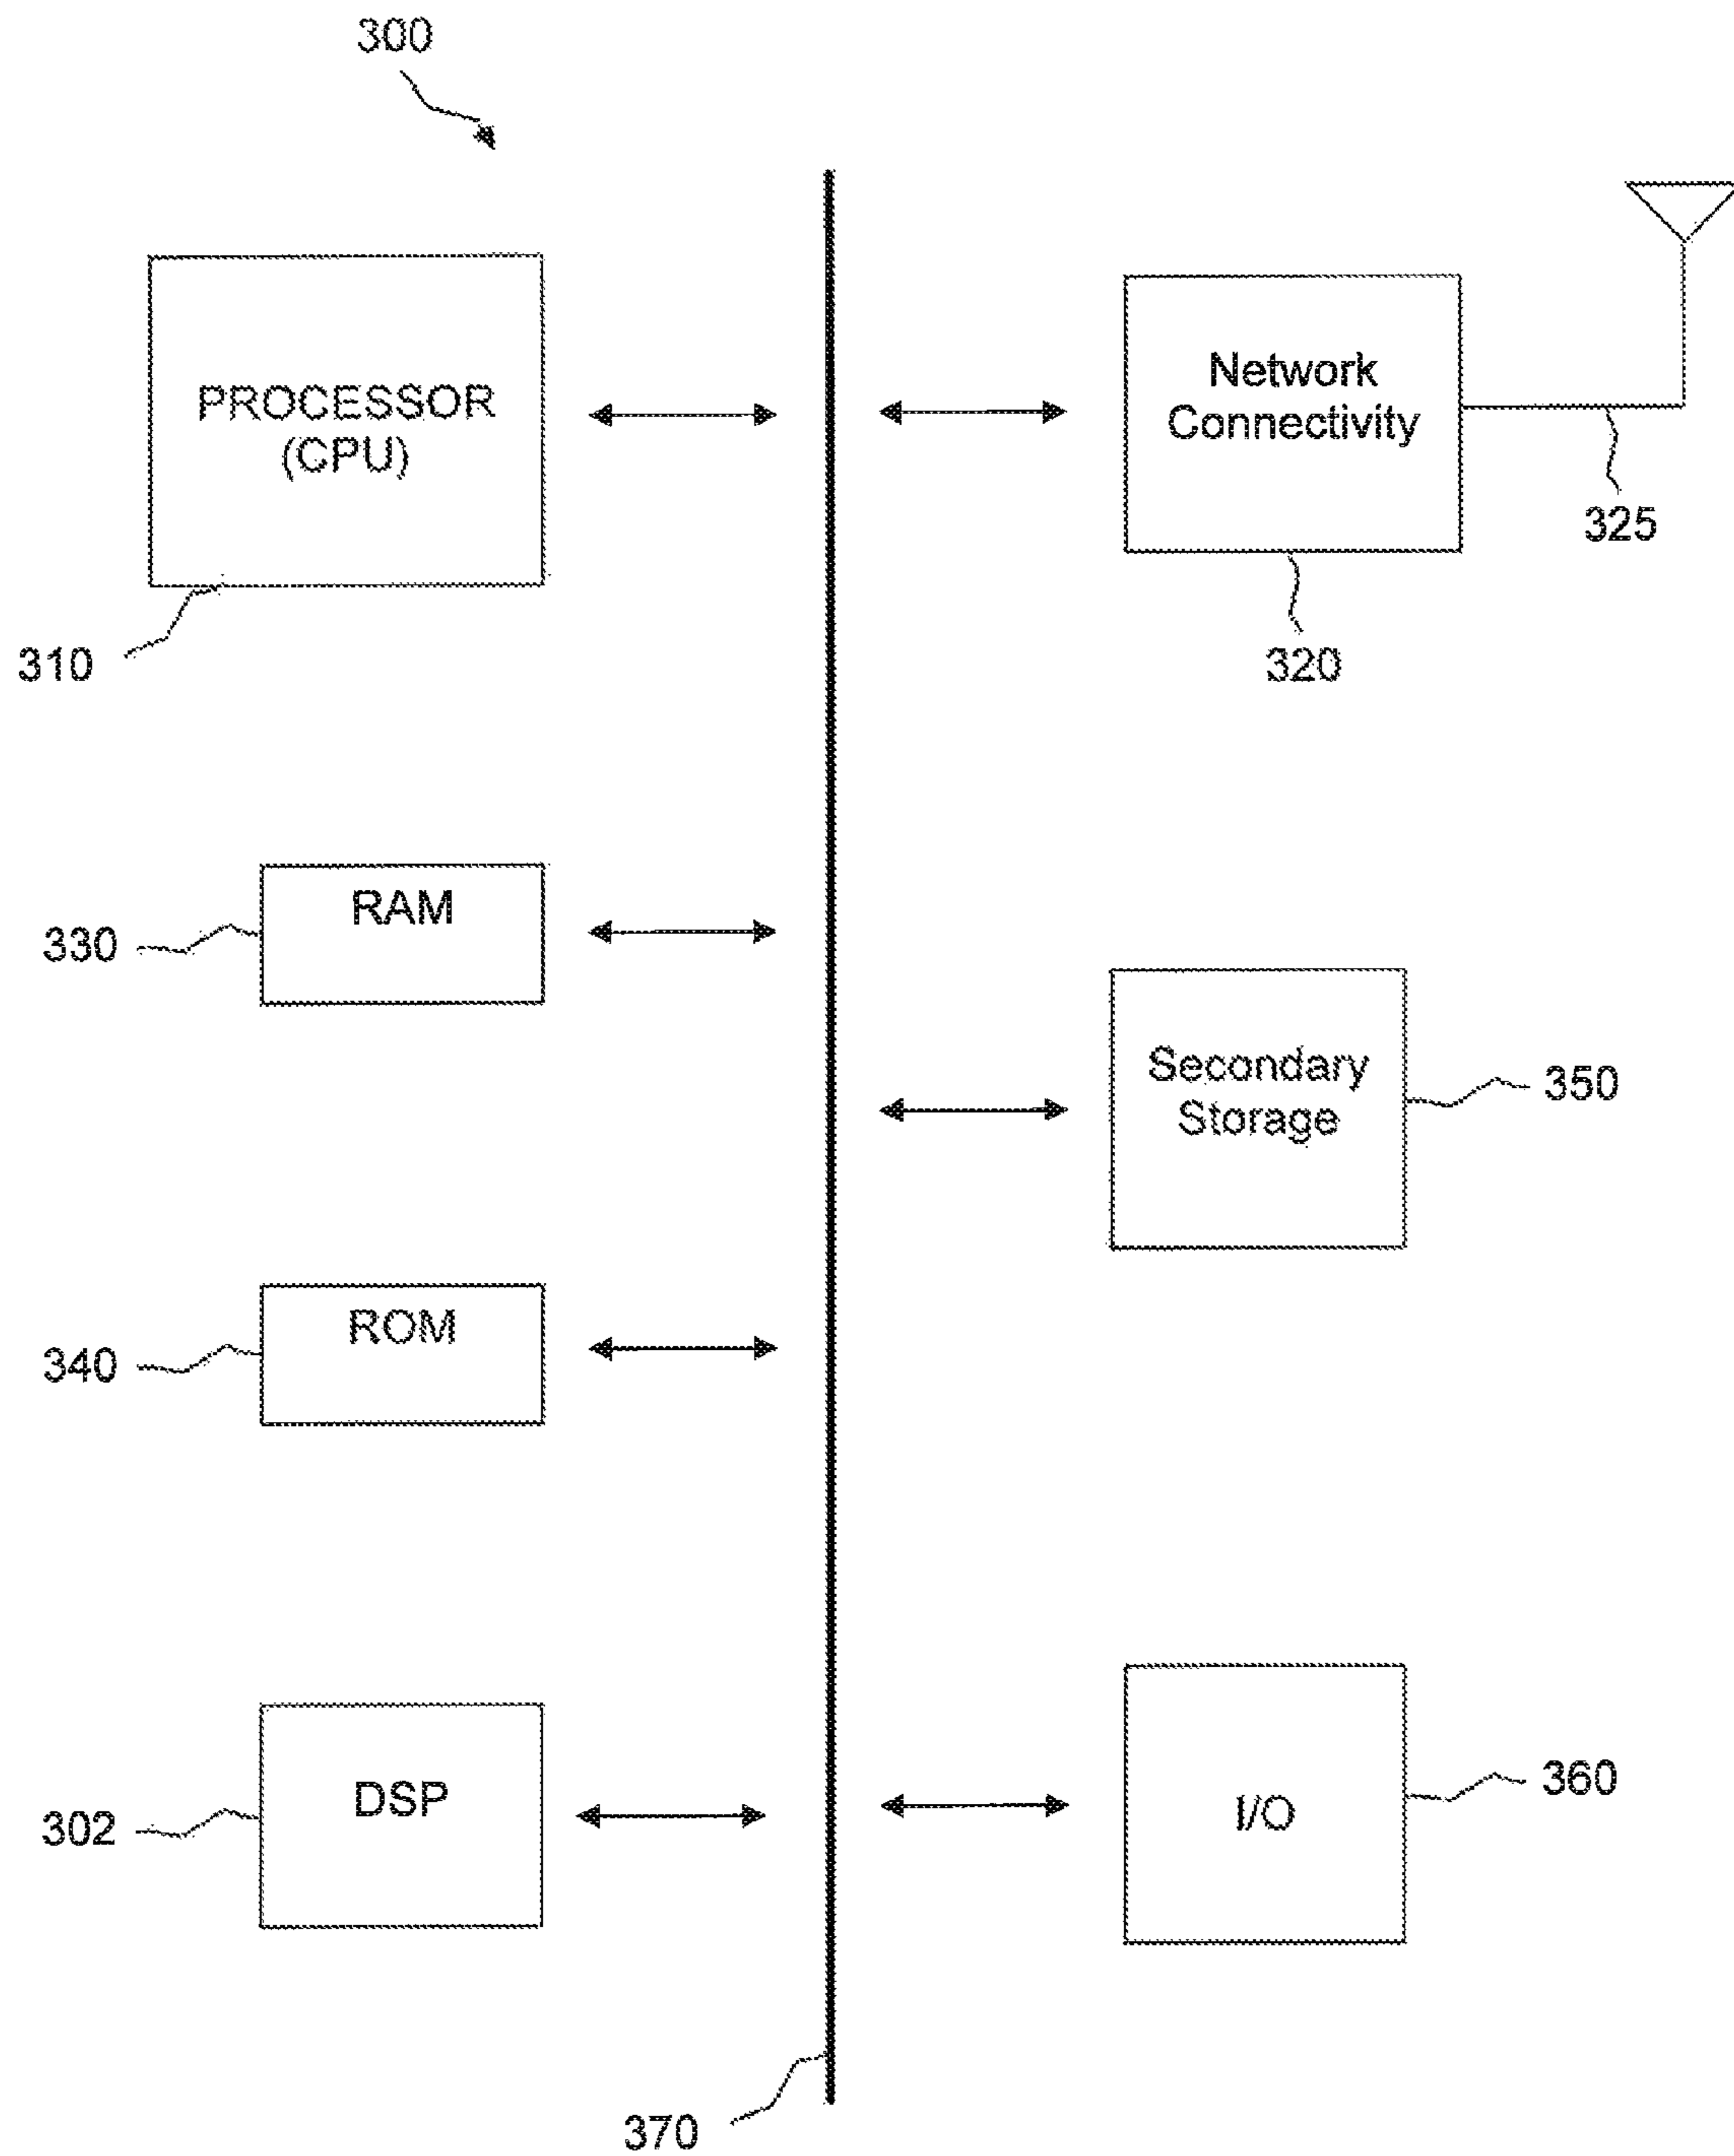 300
PROCESSOR
(CPU)
310
Network
Connectivity
325
320
RAM
330
Secondary
Storage
350
ROM
340
DSP
302
I/O
360
370